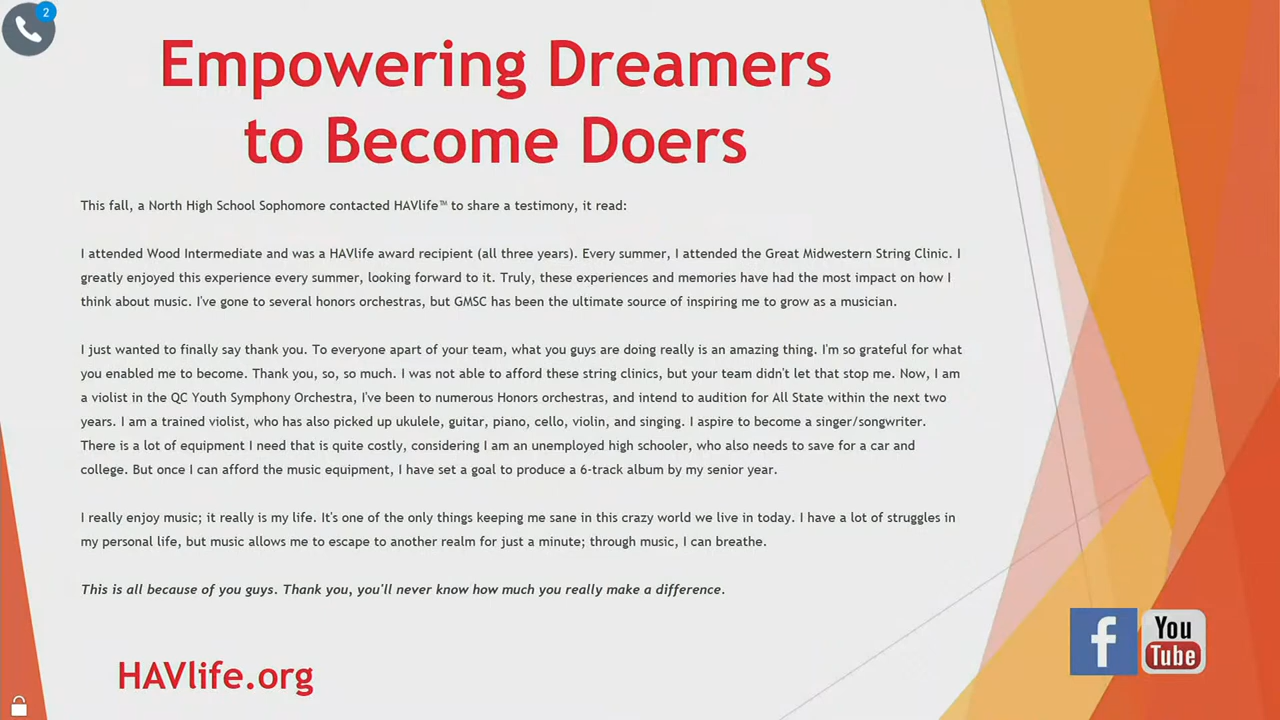 2
Empowering Dreamers
to Become Doers
This fall, a North High School Sophomore contacted HAVlife™ to share a testimony, it read:
I attended Wood Intermediate and was a HAVlife award recipient (all three years). Every summer, I attended the Great Midwestern String Clinic. I
greatly enjoyed this experience every summer, looking forward to it. Truly, these experiences and memories have had the most impact on how I
think about music. I've gone to several honors orchestras, but GMSC has been the ultimate source of inspiring me to grow as a musician.
I just wanted to finally say thank you. To everyone apart of your team, what you guys are doing really is an amazing thing. I'm so grateful for what
you enabled me to become. Thank you, so, so much. I was not able to afford these string clinics, but your team didn't let that stop me. Now, I am
a violist in the QC Youth Symphony Orchestra, I've been to numerous Honors orchestras, and intend to audition for All State within the next two
years. I am a trained violist, who has also picked up ukulele, guitar, piano, cello, violin, and singing. I aspire to become a singer/songwriter.
There is a lot of equipment I need that is quite costly, considering I am an unemployed high schooler, who also needs to save for a car and
college. But once I can afford the music equipment, I have set a goal to produce a 6-track album by my senior year.
I really enjoy music; it really is my life. It's one of the only things keeping me sane in this crazy world we live in today. I have a lot of struggles in
my personal life, but music allows me to escape to another realm for just a minute; through music, I can breathe.
This is all because of you guys. Thank you, you'll never know how much you really make a difference.
HAVlife.org
f
You
Tube